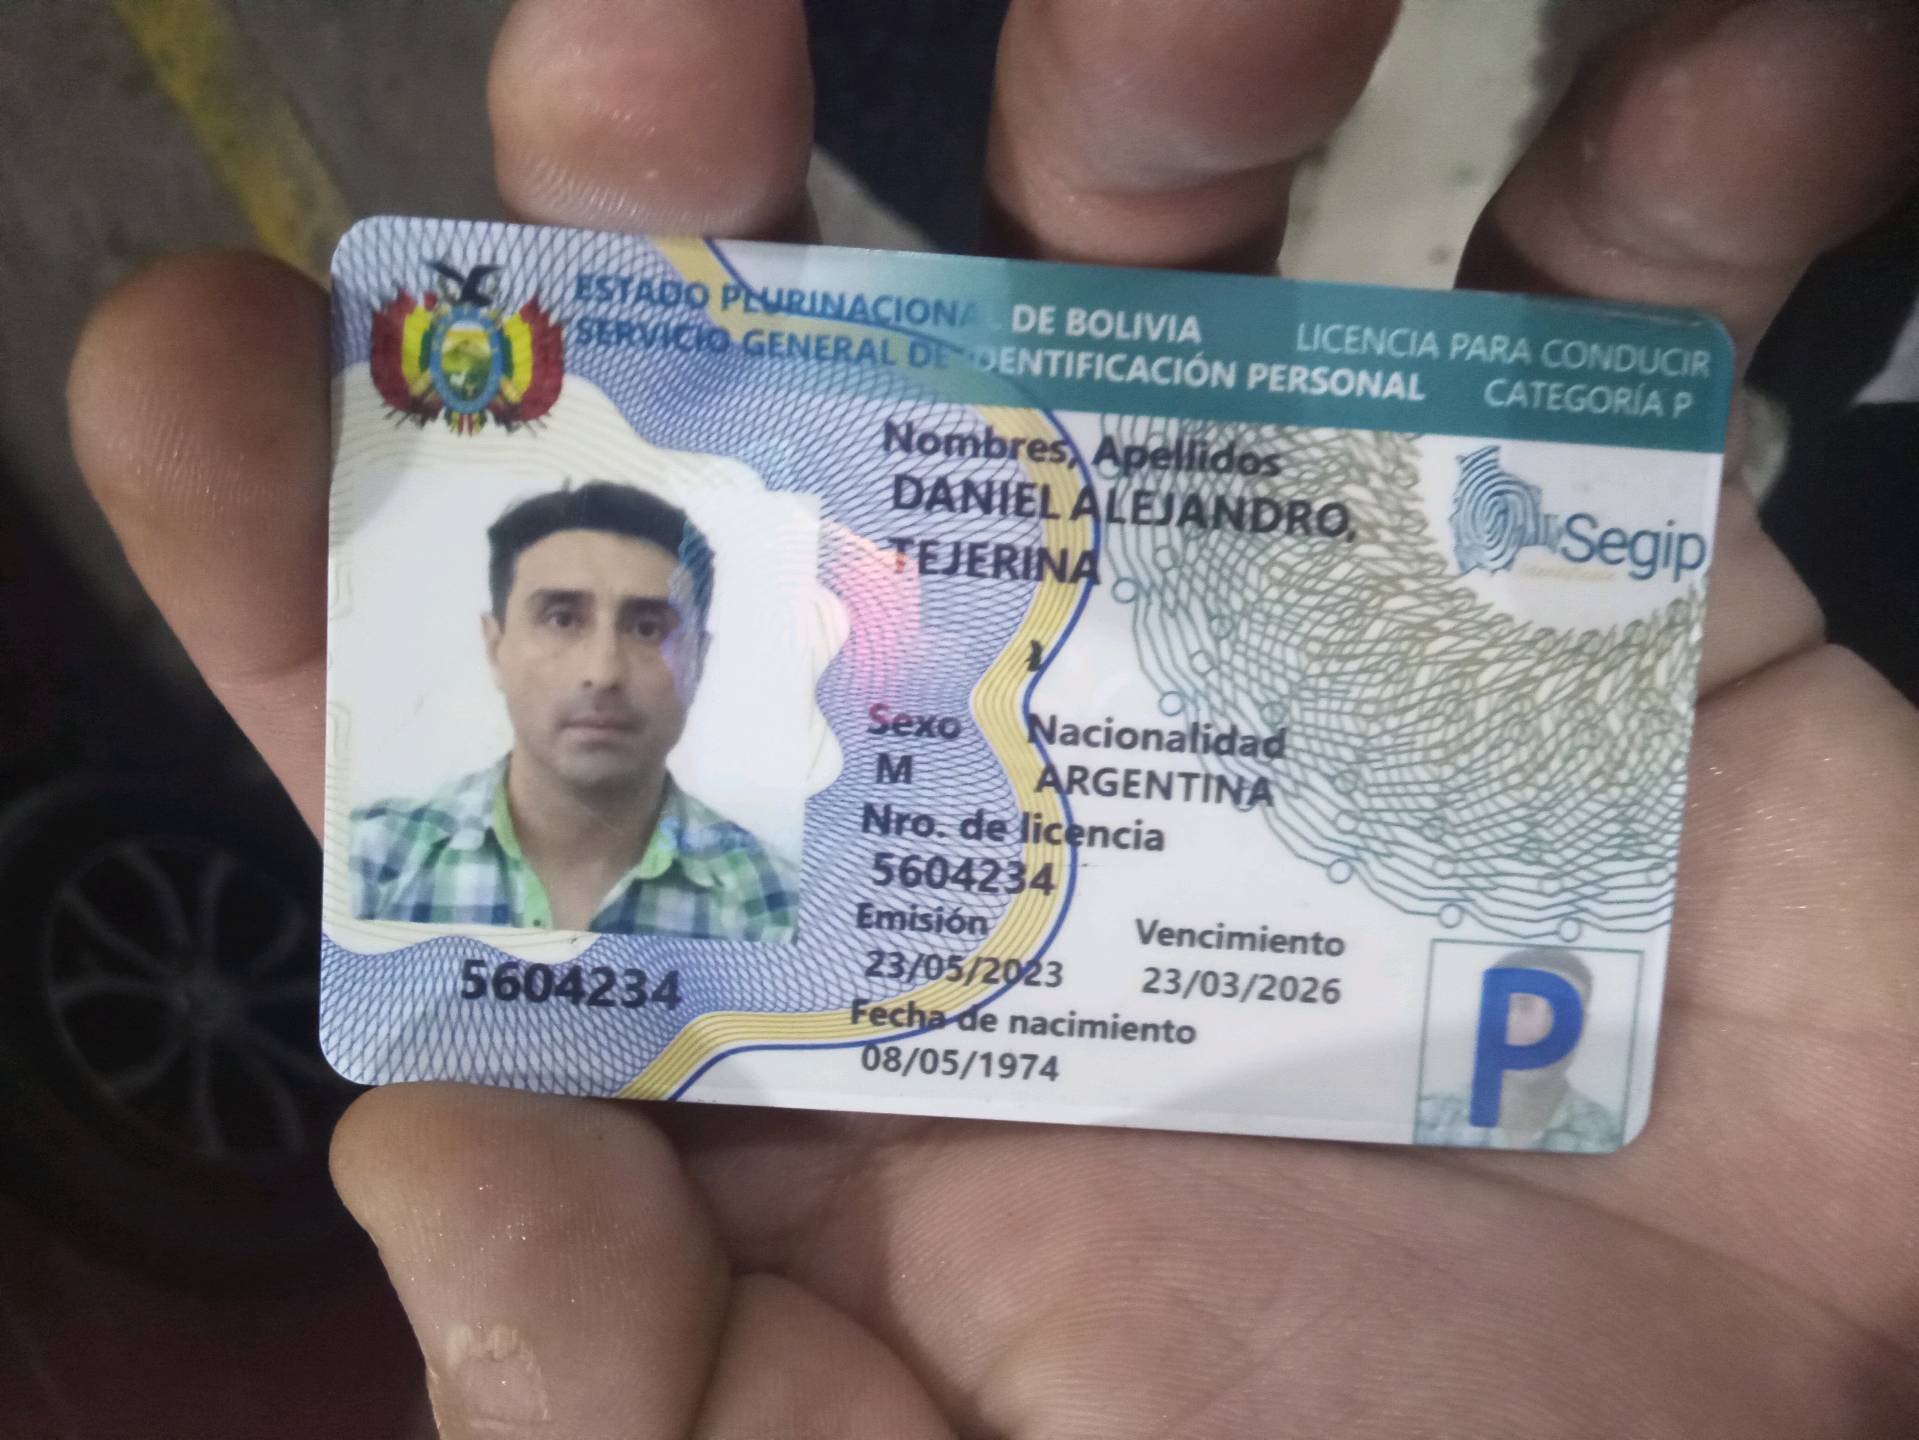 ESTADO PLURINACIONAL DE BOLIVIA
SERVICIO GENERAL DE IDENTIFICACIÓN PERSONAL
LICENCIA PARA CONDUCIR
CATEGORÍA P
Segip
Nombres, Apellidos
DANIEL ALEJANDRO,
TEJERINA
Sexo Nacionalidad
M ARGENTINA
Nro. de licencia
5604234
Emisión Vencimiento
23/05/2023 23/03/2026
Fecha de nacimiento
08/05/1974
5604234
P